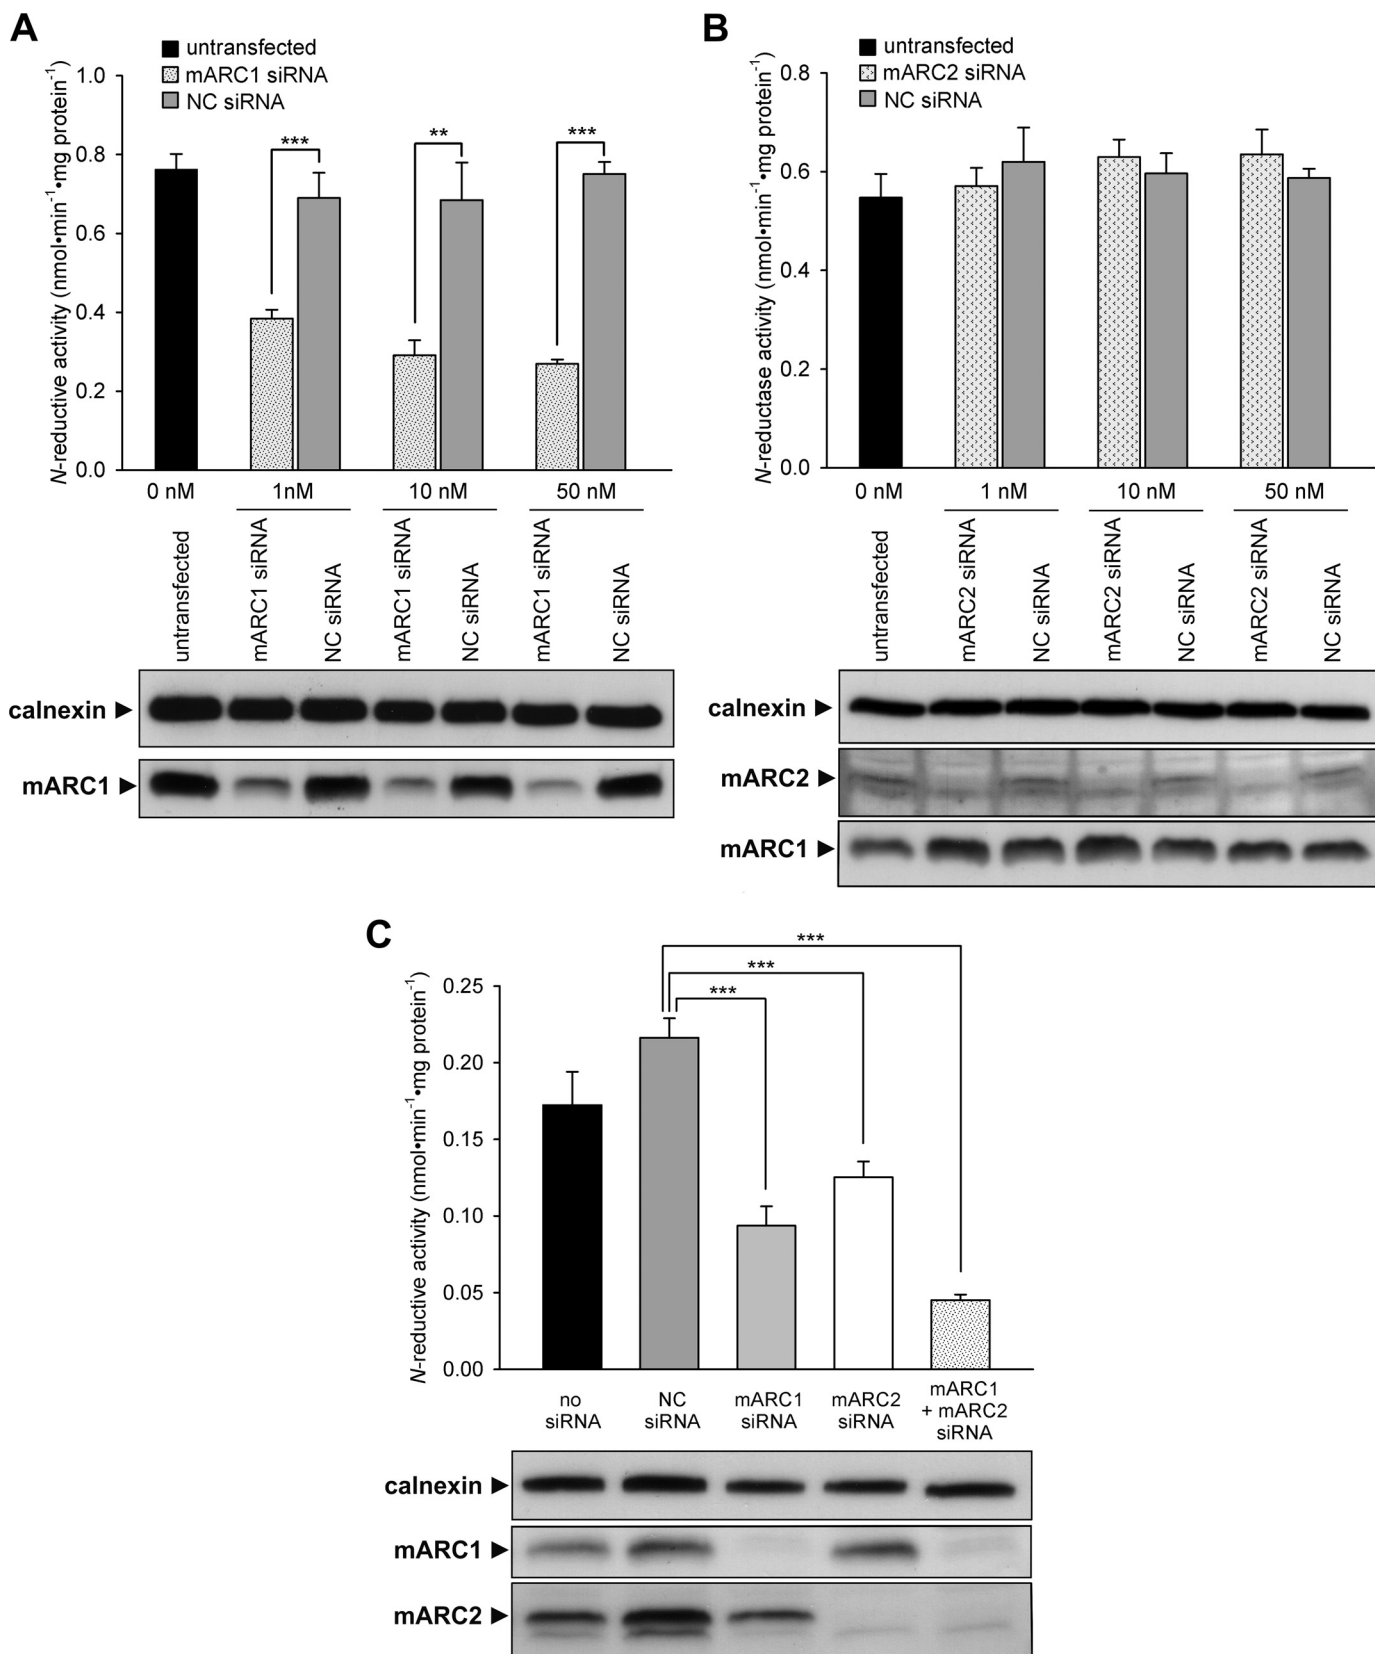 A
untransfected
mARC1 siRNA
NC siRNA
N-reductive activity (nmol•min⁻¹•mg protein⁻¹)
1.0
0.8
0.6
0.4
0.2
0.0
***
**
***
0 nM
1nM
10 nM
50 nM
untransfected
mARC1 siRNA
NC siRNA
mARC1 siRNA
NC siRNA
mARC1 siRNA
NC siRNA
calnexin
mARC1
B
untransfected
mARC2 siRNA
NC siRNA
N-reductase activity (nmol•min⁻¹•mg protein⁻¹)
0.8
0.6
0.4
0.2
0.0
0 nM
1 nM
10 nM
50 nM
untransfected
mARC2 siRNA
NC siRNA
mARC2 siRNA
NC siRNA
mARC2 siRNA
NC siRNA
calnexin
mARC2
mARC1
C
***
***
***
N-reductive activity (nmol•min⁻¹•mg protein⁻¹)
0.25
0.20
0.15
0.10
0.05
0.00
no
siRNA
NC
siRNA
mARC1
siRNA
mARC2
siRNA
mARC1
+ mARC2
siRNA
calnexin
mARC1
mARC2